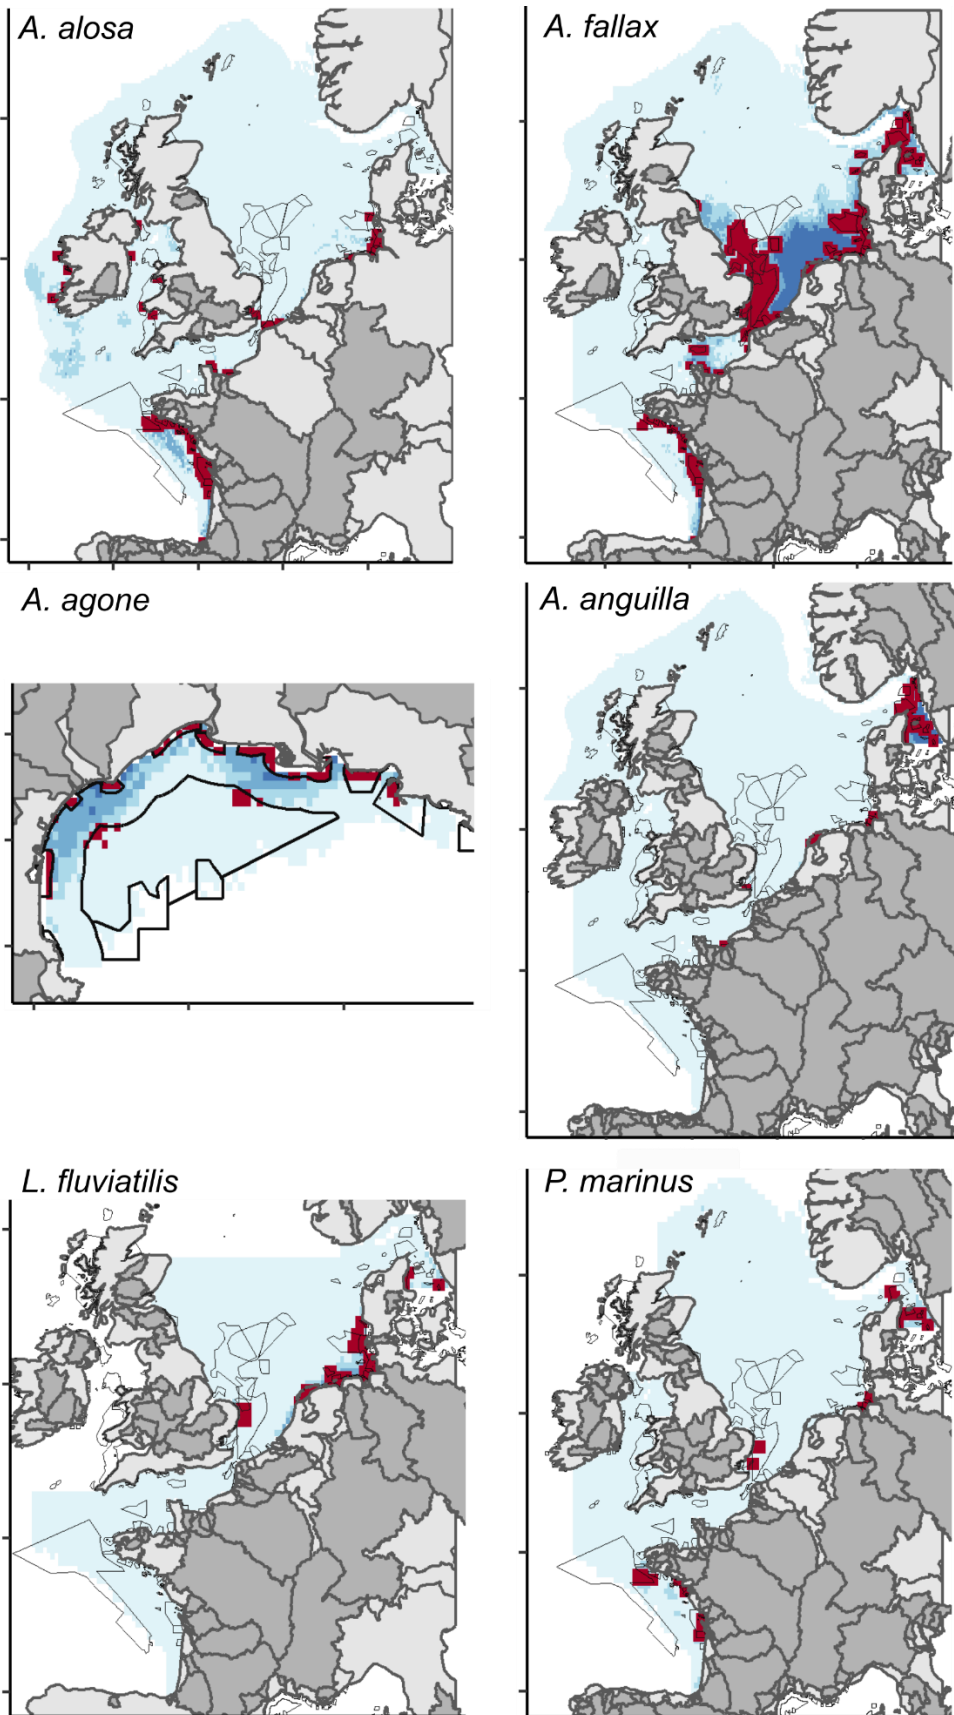 A. alosa
A. fallax
A. agone
A. anguilla
L. fluviatilis
P. marinus